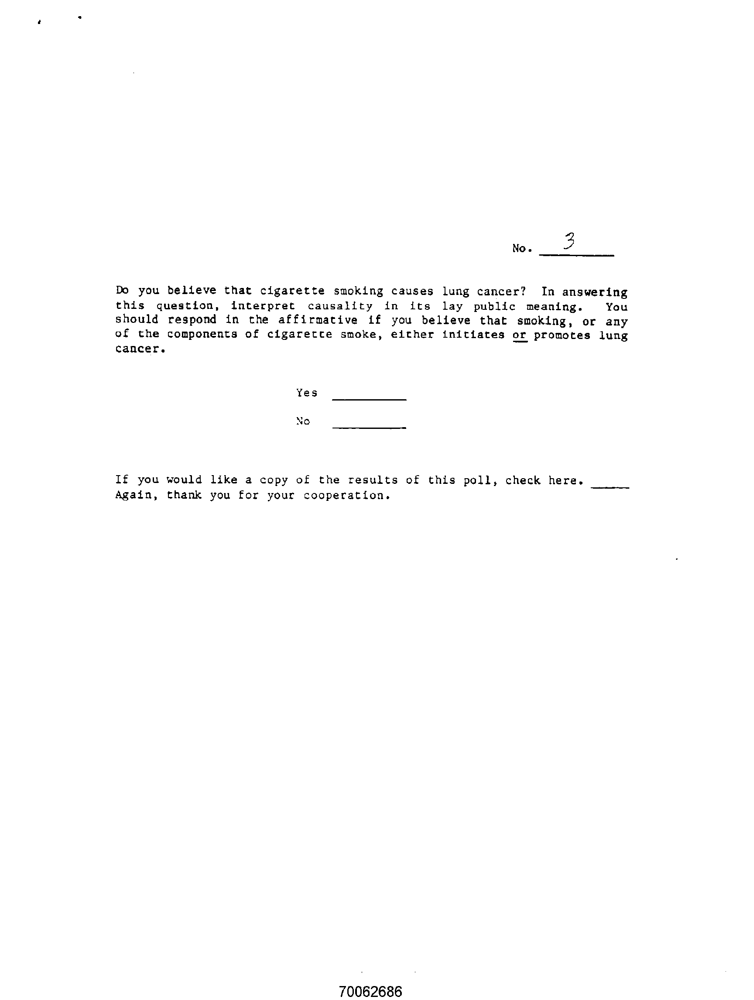 No. 3
Do you believe that cigarette smoking causes lung cancer? In answering
this question, interpret causality in its lay public meaning. You
should respond in the affirmative if you believe that smoking, or any
of the components of cigarette smoke, either initiates or promotes lung
cancer.
Yes
No
If you would like a copy of the results of this poll, check here.
Again, thank you for your cooperation.
70062686